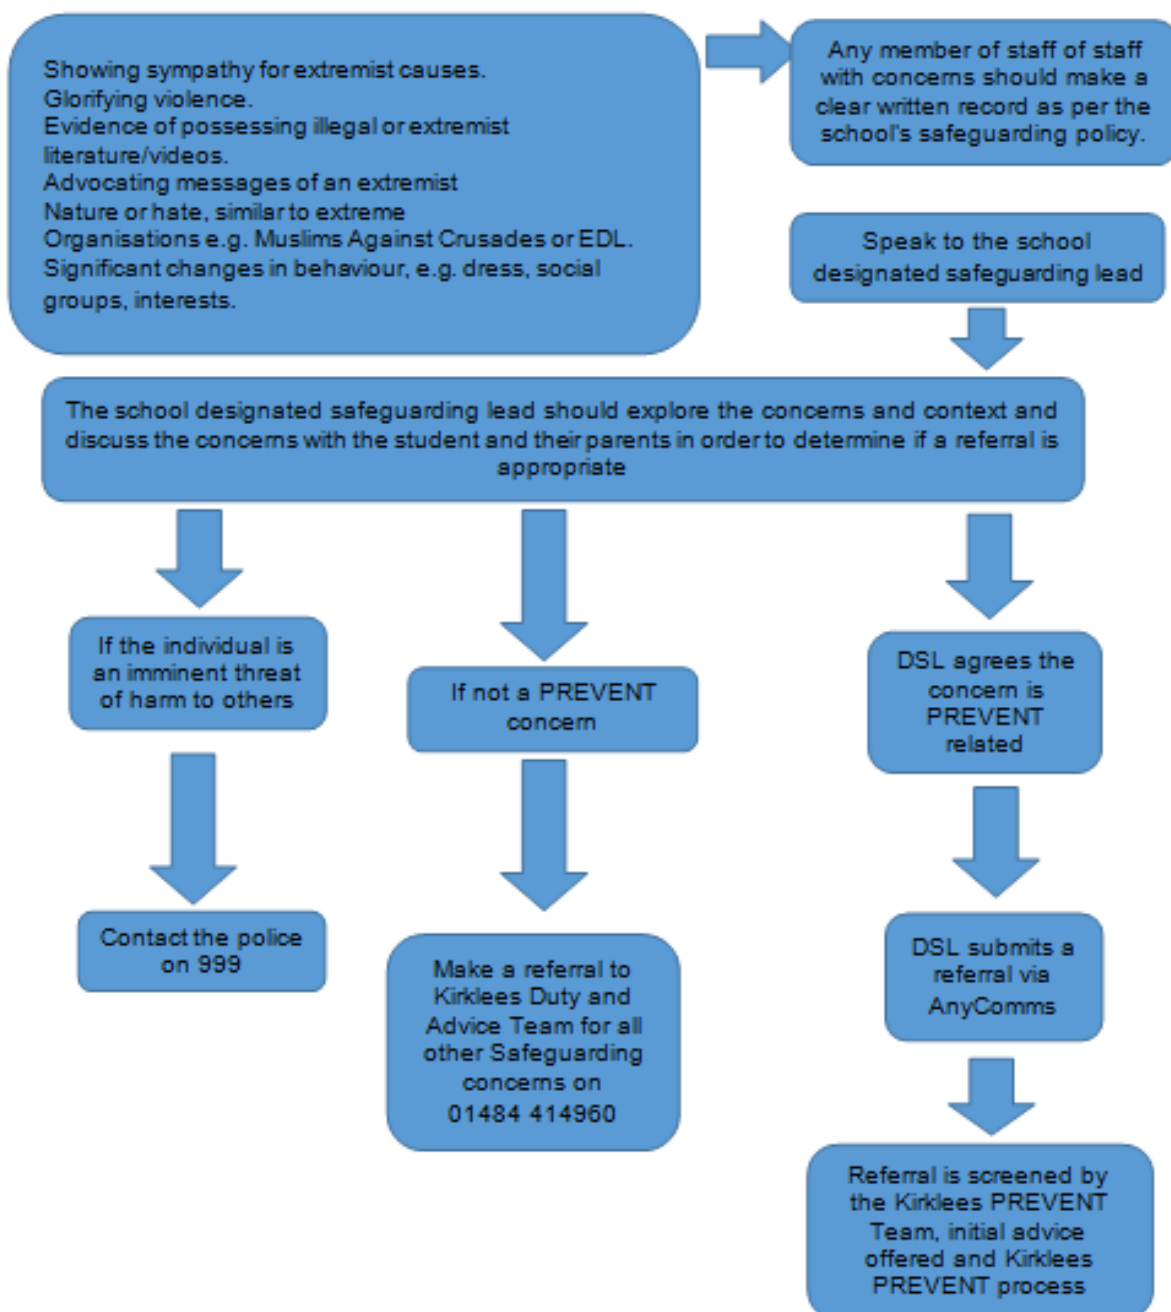 Showing sympathy for extremist causes.
Glorifying violence.
Evidence of possessing illegal or extremist
literature/videos.
Advocating messages of an extremist
Nature or hate, similar to extreme
Organisations e.g. Muslims Against Crusades or EDL.
Significant changes in behaviour, e.g. dress, social
groups, interests.
Any member of staff of staff
with concerns should make a
clear written record as per the
school's safeguarding policy.
Speak to the school
designated safeguarding lead
The school designated safeguarding lead should explore the concerns and context and
discuss the concerns with the student and their parents in order to determine if a referral is
appropriate
If the individual is
an imminent threat
of harm to others
Contact the police
on 999
If not a PREVENT
concern
Make a referral to
Kirklees Duty and
Advice Team for all
other Safeguarding
concerns on
01484 414960
DSL agrees the
concern is
PREVENT
related
DSL submits a
referral via
AnyComms
Referral is screened by
the Kirklees PREVENT
Team, initial advice
offered and Kirklees
PREVENT process